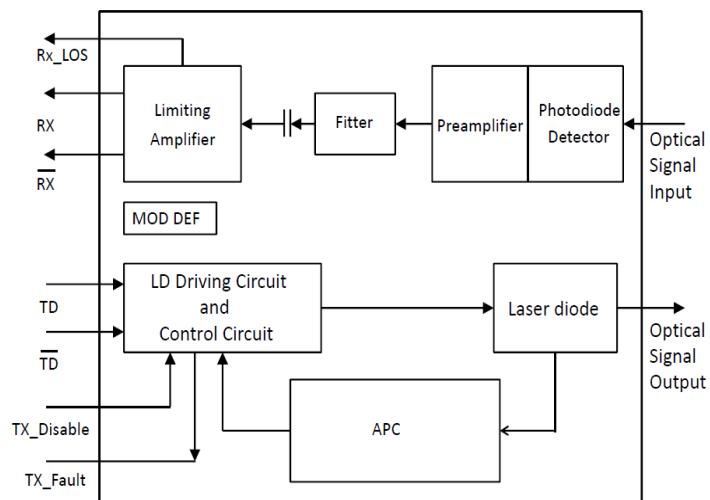 Rx_LOS
RX
RX
Limiting
Amplifier
Fitter
Preamplifier
Photodiode
Detector
Optical
Signal
Input
MOD DEF
TD
TD
LD Driving Circuit
and
Control Circuit
Laser diode
Optical
Signal
Output
TX_Disable
TX_Fault
APC